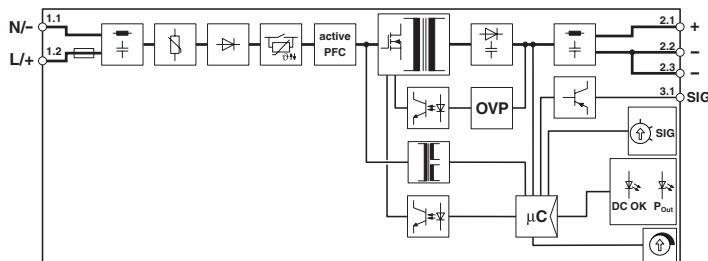 1.1
N/–
1.2
L/+
ϑ
active
PFC
2.1
+
2.2
–
2.3
–
3.1
SIG
OVP
SIG
µC
DC OK
POut